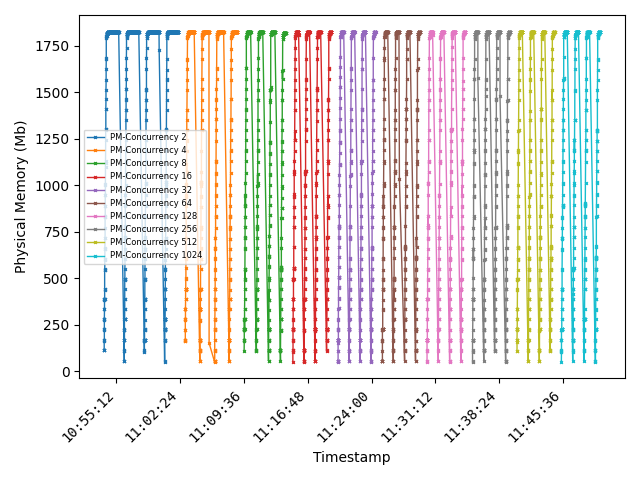 Physical Memory (Mb)
1750
1500
1250
1000
750
500
250
0
PM-Concurrency 2
PM-Concurrency 4
PM-Concurrency 8
PM-Concurrency 16
PM-Concurrency 32
PM-Concurrency 64
PM-Concurrency 128
PM-Concurrency 256
PM-Concurrency 512
PM-Concurrency 1024
10:55:12
11:02:24
11:09:36
11:16:48
11:24:00
11:31:12
11:38:24
11:45:36
Timestamp